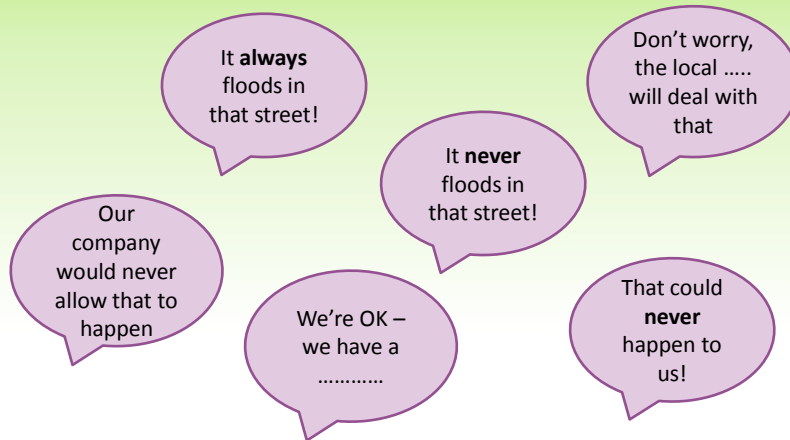 It always
floods in
that street!
Don’t worry,
the local …..
will deal with
that
It never
floods in
that street!
Our
company
would never
allow that to
happen
We’re OK –
we have a
…………
That could
never
happen to
us!